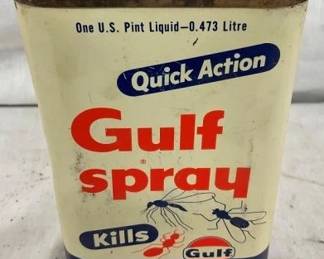 One U.S. Pint Liquid—0.473 Litre
Quick Action
Gulf
spray
®
Kills
Gulf